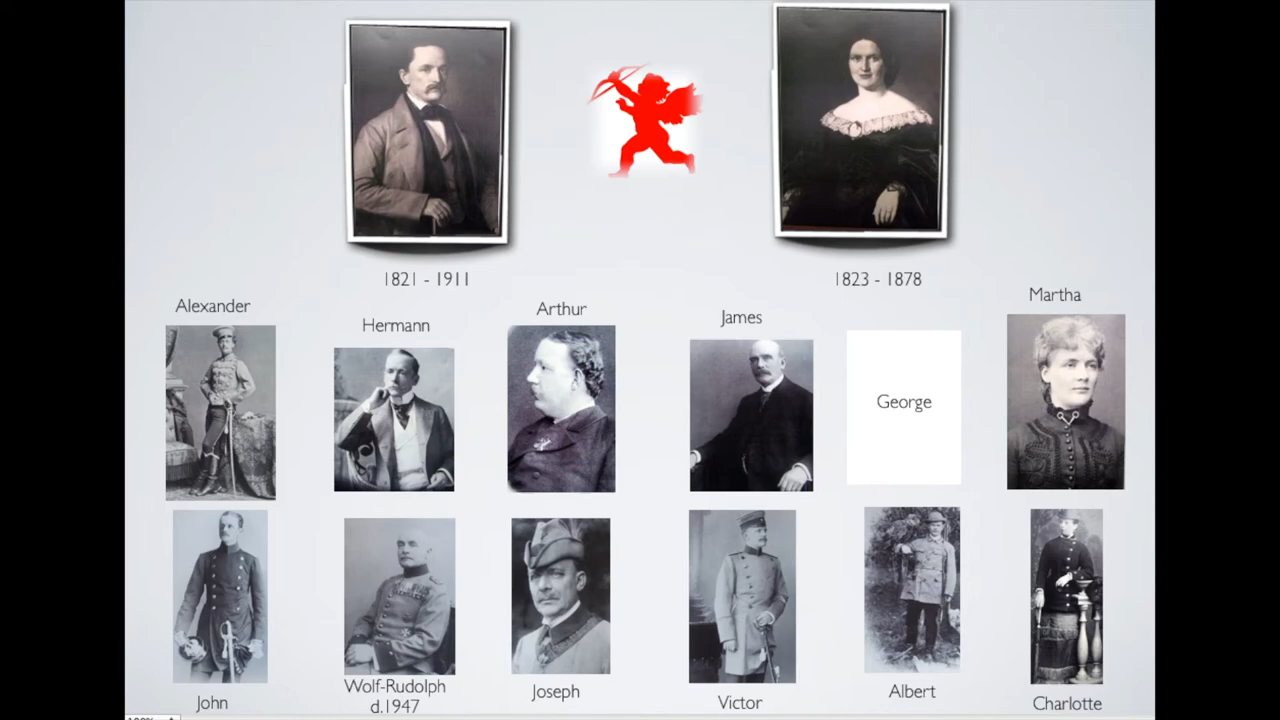 1821 - 1911
1823 - 1878
Alexander
Hermann
Arthur
James
George
Martha
John
Wolf-Rudolph
d.1947
Joseph
Victor
Albert
Charlotte